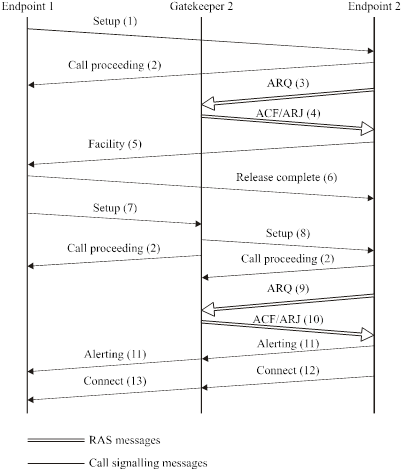 Endpoint 1
Gatekeeper 2
Endpoint 2
Setup (1)
Call proceeding (2)
ARQ (3)
ACF/ARJ (4)
Facility (5)
Release complete (6)
Setup (7)
Setup (8)
Call proceeding (2)
Call proceeding (2)
ARQ (9)
ACF/ARJ (10)
Alerting (11)
Alerting (11)
Connect (12)
Connect (13)
RAS messages
Call signalling messages